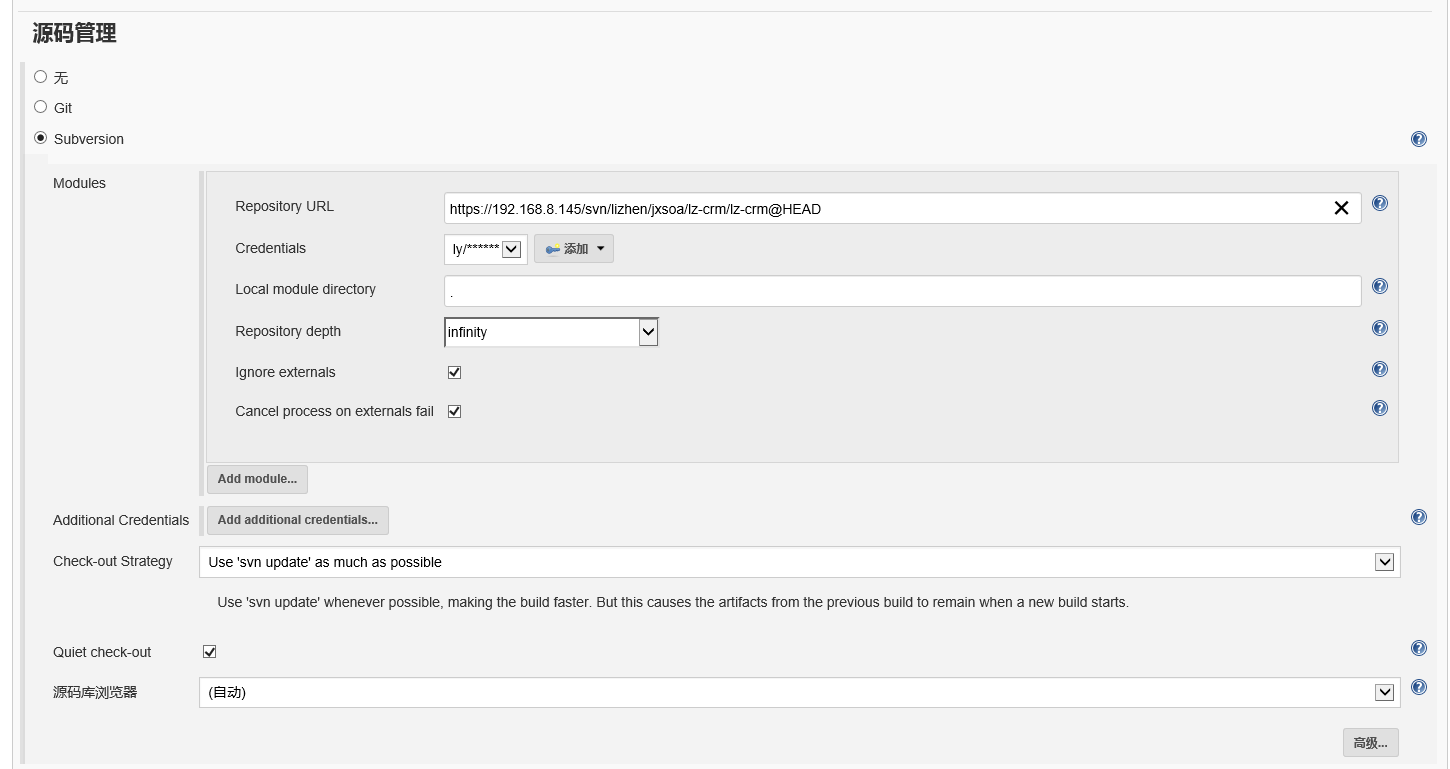 源码管理
无
Git
Subversion
Modules
Repository URL
https://192.168.8.145/svn/lizhen/jxsoa/lz-crm/lz-crm@HEAD
Credentials
ly/******
添加
Local module directory
.
Repository depth
infinity
Ignore externals
Cancel process on externals fail
Add module...
Additional Credentials
Add additional credentials...
Check-out Strategy
Use 'svn update' as much as possible
Use 'svn update' whenever possible, making the build faster. But this causes the artifacts from the previous build to remain when a new build starts.
Quiet check-out
源码库浏览器
(自动)
高级...